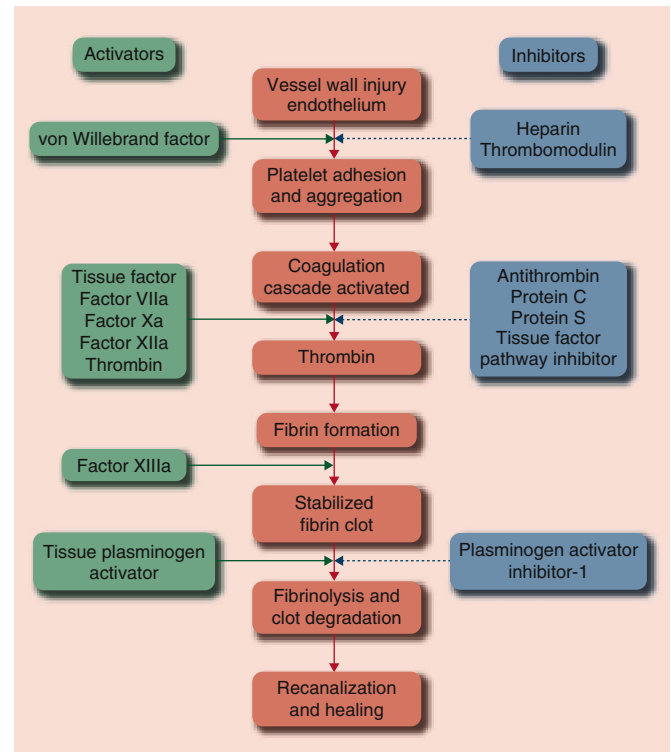 Activators
Inhibitors
Vessel wall injury
endothelium
von Willebrand factor
Heparin
Thrombomodulin
Platelet adhesion
and aggregation
Coagulation
cascade activated
Tissue factor
Factor VIIa
Factor Xa
Factor XIIa
Thrombin
Antithrombin
Protein C
Protein S
Tissue factor
pathway inhibitor
Thrombin
Fibrin formation
Factor XIIIa
Stabilized
fibrin clot
Tissue plasminogen
activator
Plasminogen activator
inhibitor-1
Fibrinolysis and
clot degradation
Recanalization
and healing